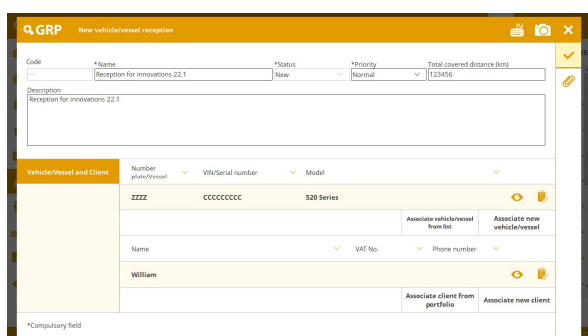 GRP New vehicle/vessel reception
Code *Name *Status *Priority Total covered distance (km)
--- Reception for innovations 22.1 New Normal 123456
Description
Reception for innovations 22.1
Vehicle/Vessel and Client
Number plate/Vessel VIN/Serial number Model
ZZZZ CCCCCCCCC 520 Series
Associate vehicle/vessel from list Associate new vehicle/vessel
Name VAT No. Phone number
William
Associate client from portfolio Associate new client
*Compulsory field